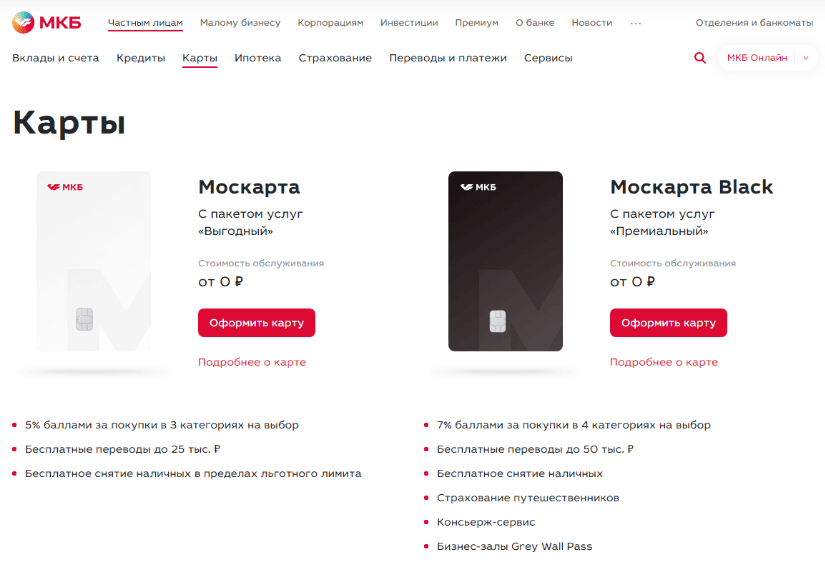 МКБ
Частным лицам Малому бизнесу Корпорациям Инвестиции Премиум О банке Новости ... Отделения и банкоматы
Вклады и счета Кредиты Карты Ипотека Страхование Переводы и платежи Сервисы МКБ Онлайн
Карты
МКБ
Москарта
С пакетом услуг
«Выгодный»
Стоимость обслуживания
от 0 ₽
Оформить карту
Подробнее о карте
5% баллами за покупки в 3 категориях на выбор
Бесплатные переводы до 25 тыс. ₽
Бесплатное снятие наличных в пределах льготного лимита
МКБ
Москарта Black
С пакетом услуг
«Премиальный»
Стоимость обслуживания
от 0 ₽
Оформить карту
Подробнее о карте
7% баллами за покупки в 4 категориях на выбор
Бесплатные переводы до 50 тыс. ₽
Бесплатное снятие наличных
Страхование путешественников
Консьерж-сервис
Бизнес-залы Grey Wall Pass